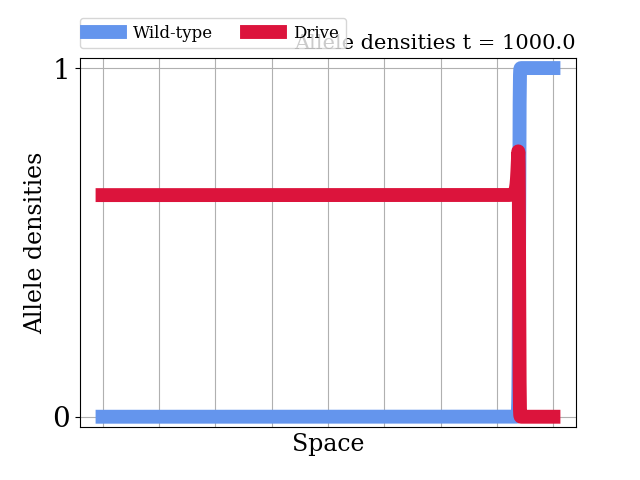 Wild-type Drive
Allele densities t = 1000.0
1
Allele densities
0
Space